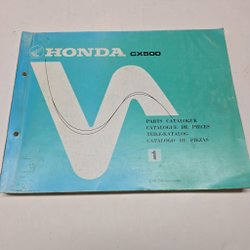 HONDA CX500
PARTS CATALOGUE
CATALOGUE DE PIECES
TEILE-KATALOG
CATALOGO DE PIEZAS
1